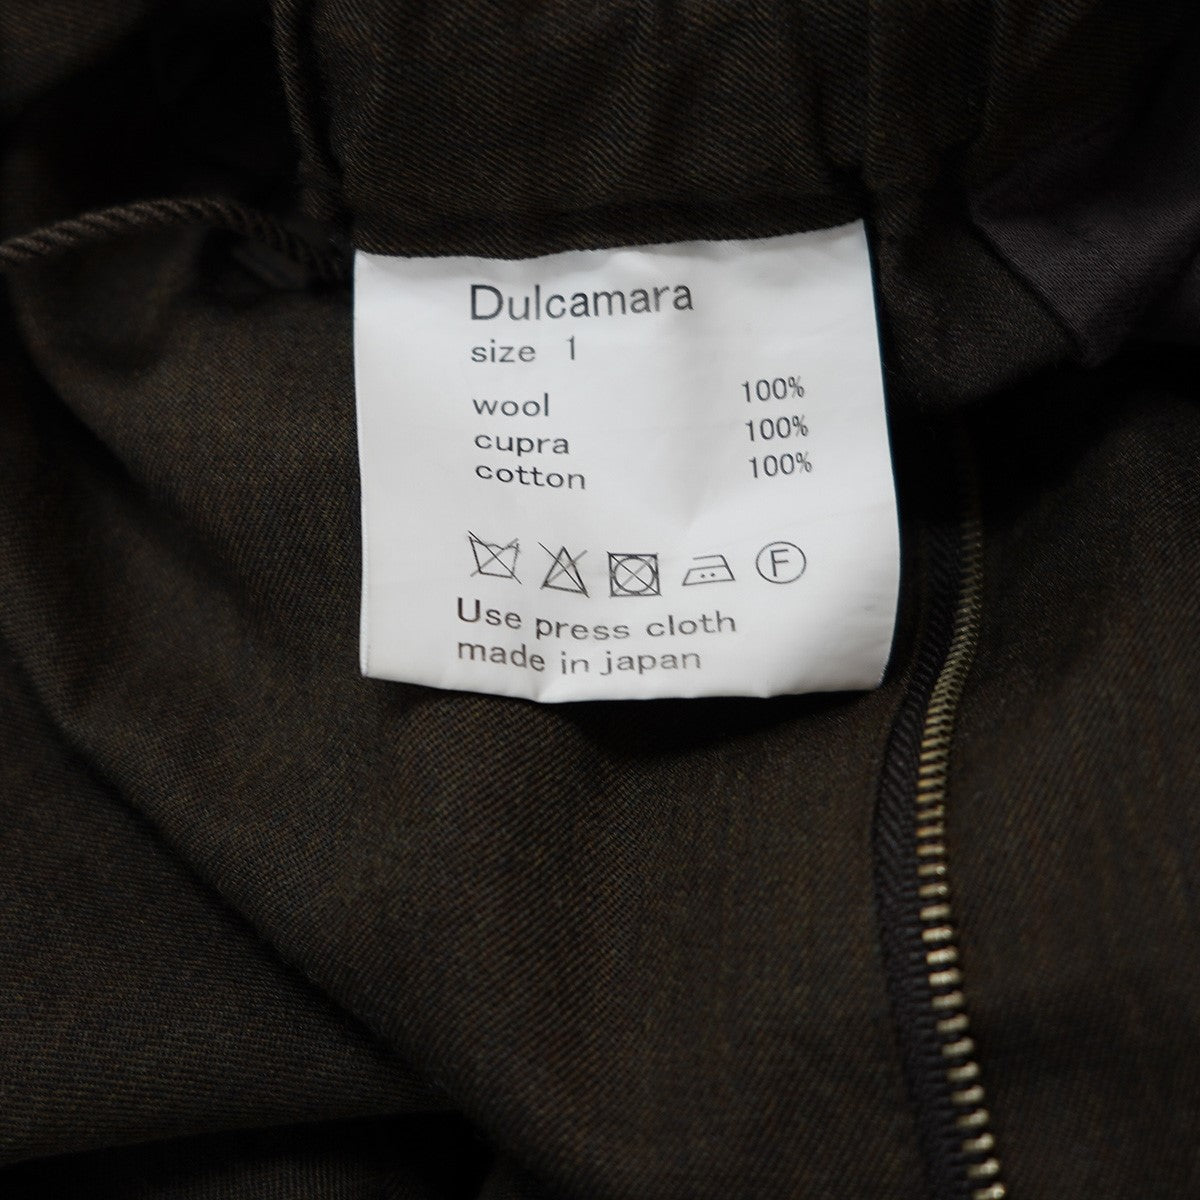 Dulcamara
size 1
wool 100%
cupra 100%
cotton 100%
F
Use press cloth
made in japan